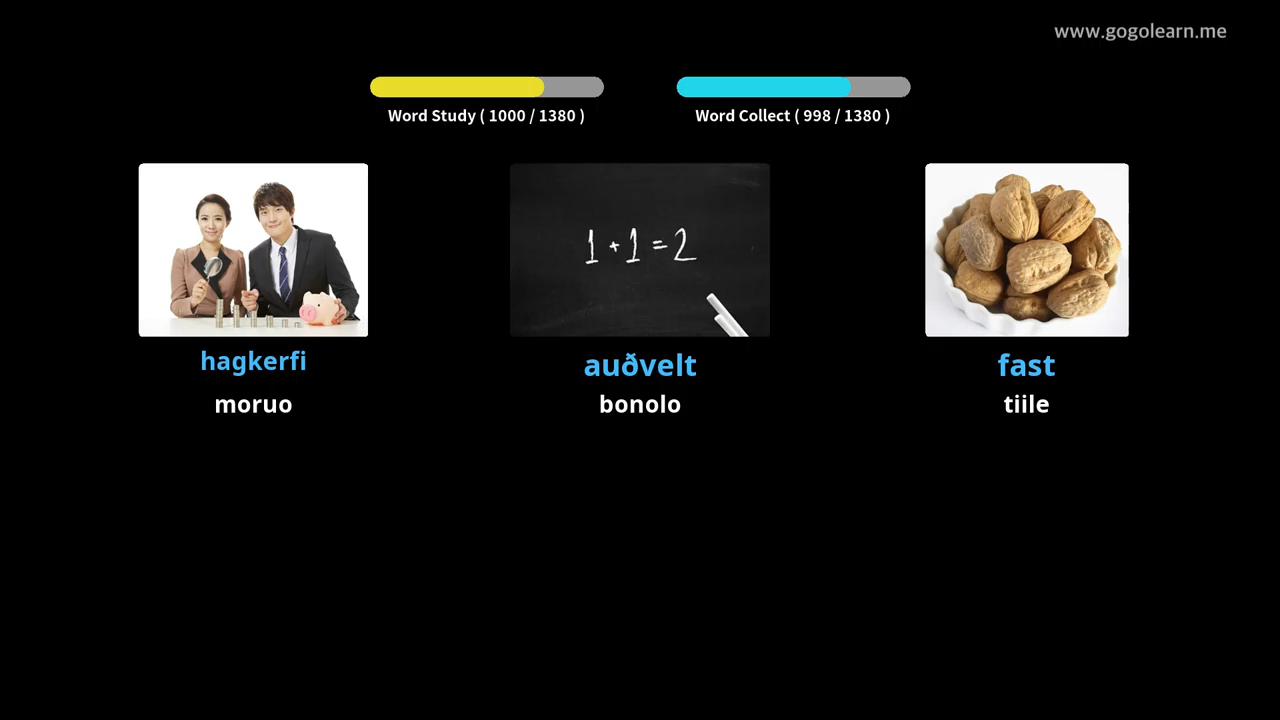 www.gogolearn.me
Word Study ( 1000 / 1380 )
Word Collect ( 998 / 1380 )
1 + 1 = 2
hagkerfi
auðvelt
fast
moruo
bonolo
tiile